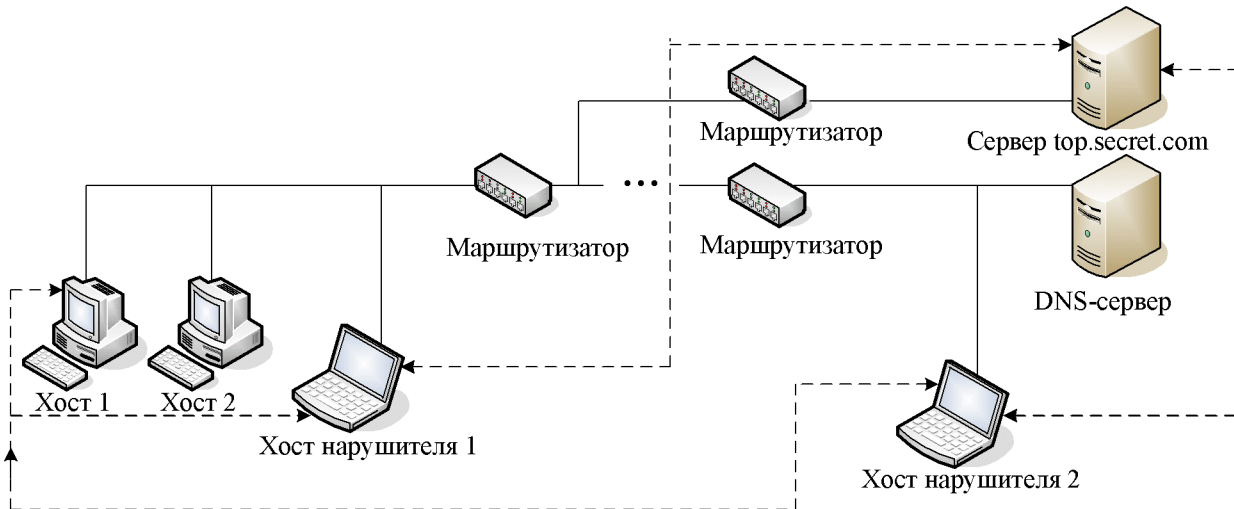 Маршрутизатор
Сервер top.secret.com
Маршрутизатор
Маршрутизатор
DNS-сервер
Хост 1
Хост 2
Хост нарушителя 1
Хост нарушителя 2